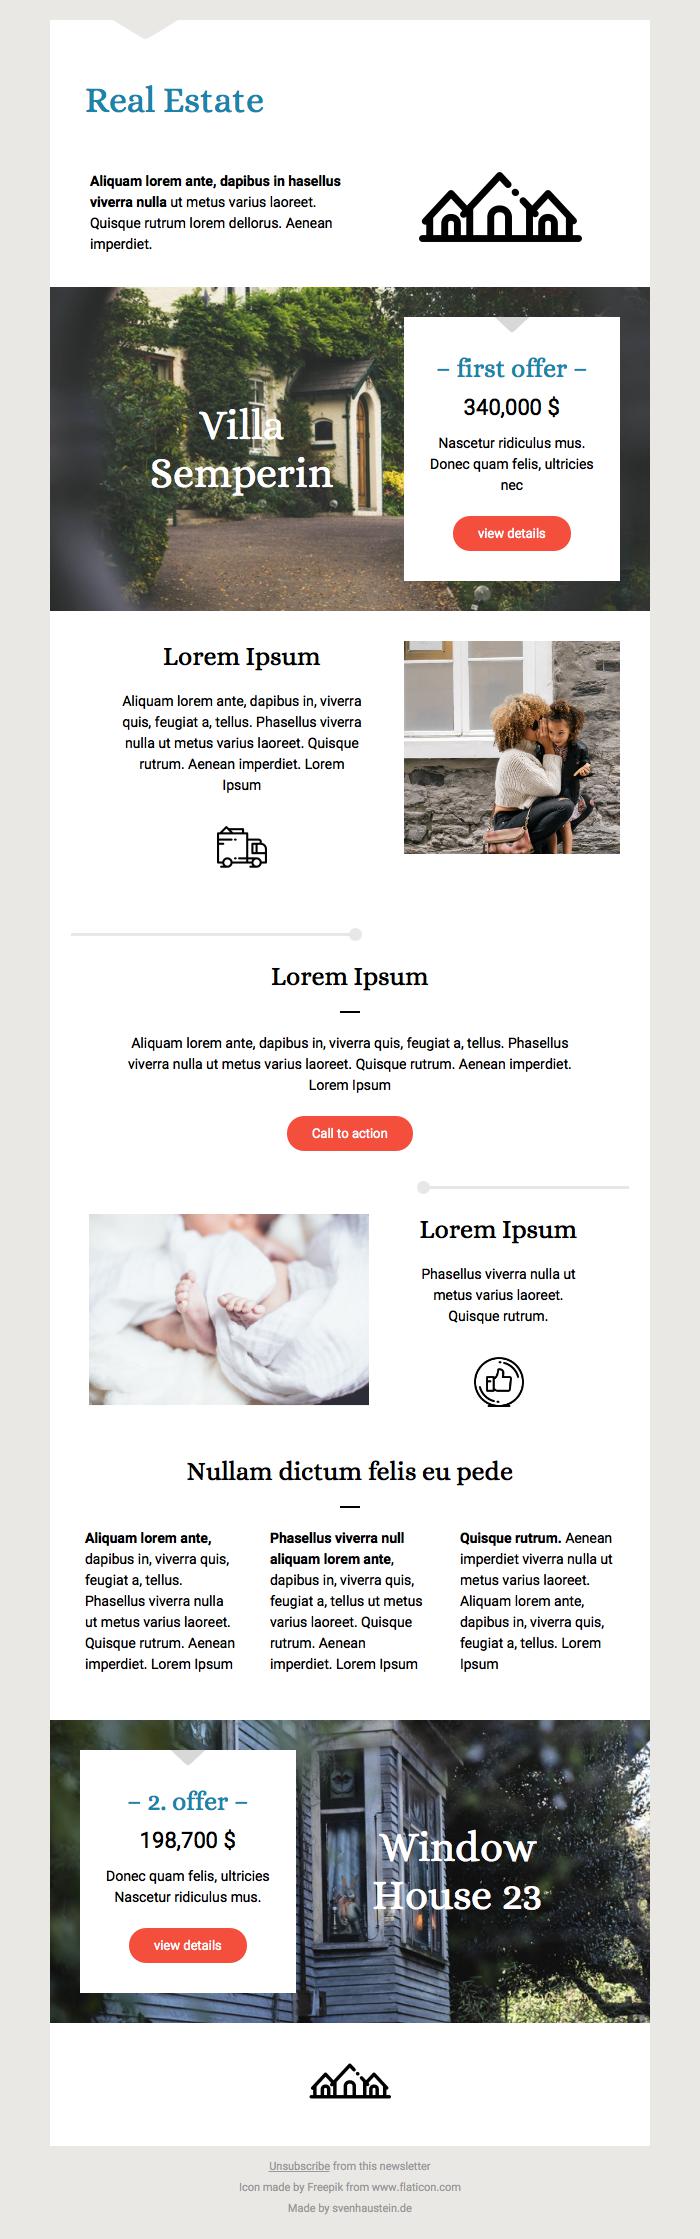 Real Estate
Aliquam lorem ante, dapibus in hasellus
viverra nulla ut metus varius laoreet.
Quisque rutrum lorem dellorus. Aenean
imperdiet.
Villa
Semperin
– first offer –
340,000 $
Nascetur ridiculus mus.
Donec quam felis, ultricies
nec
view details
Lorem Ipsum
Aliquam lorem ante, dapibus in, viverra
quis, feugiat a, tellus. Phasellus viverra
nulla ut metus varius laoreet. Quisque
rutrum. Aenean imperdiet. Lorem
Ipsum
Lorem Ipsum
Aliquam lorem ante, dapibus in, viverra quis, feugiat a, tellus. Phasellus
viverra nulla ut metus varius laoreet. Quisque rutrum. Aenean imperdiet.
Lorem Ipsum
Call to action
Lorem Ipsum
Phasellus viverra nulla ut
metus varius laoreet.
Quisque rutrum.
Nullam dictum felis eu pede
Aliquam lorem ante,
dapibus in, viverra quis,
feugiat a, tellus.
Phasellus viverra nulla
ut metus varius laoreet.
Quisque rutrum. Aenean
imperdiet. Lorem Ipsum
Phasellus viverra null
aliquam lorem ante,
dapibus in, viverra quis,
feugiat a, tellus ut metus
varius laoreet. Quisque
rutrum. Aenean
imperdiet. Lorem Ipsum
Quisque rutrum. Aenean
imperdiet viverra nulla ut
metus varius laoreet.
Aliquam lorem ante,
dapibus in, viverra quis,
feugiat a, tellus. Lorem
Ipsum
– 2. offer –
198,700 $
Donec quam felis, ultricies
Nascetur ridiculus mus.
view details
Window
House 23
Unsubscribe from this newsletter
Icon made by Freepik from www.flaticon.com
Made by svenhaustein.de